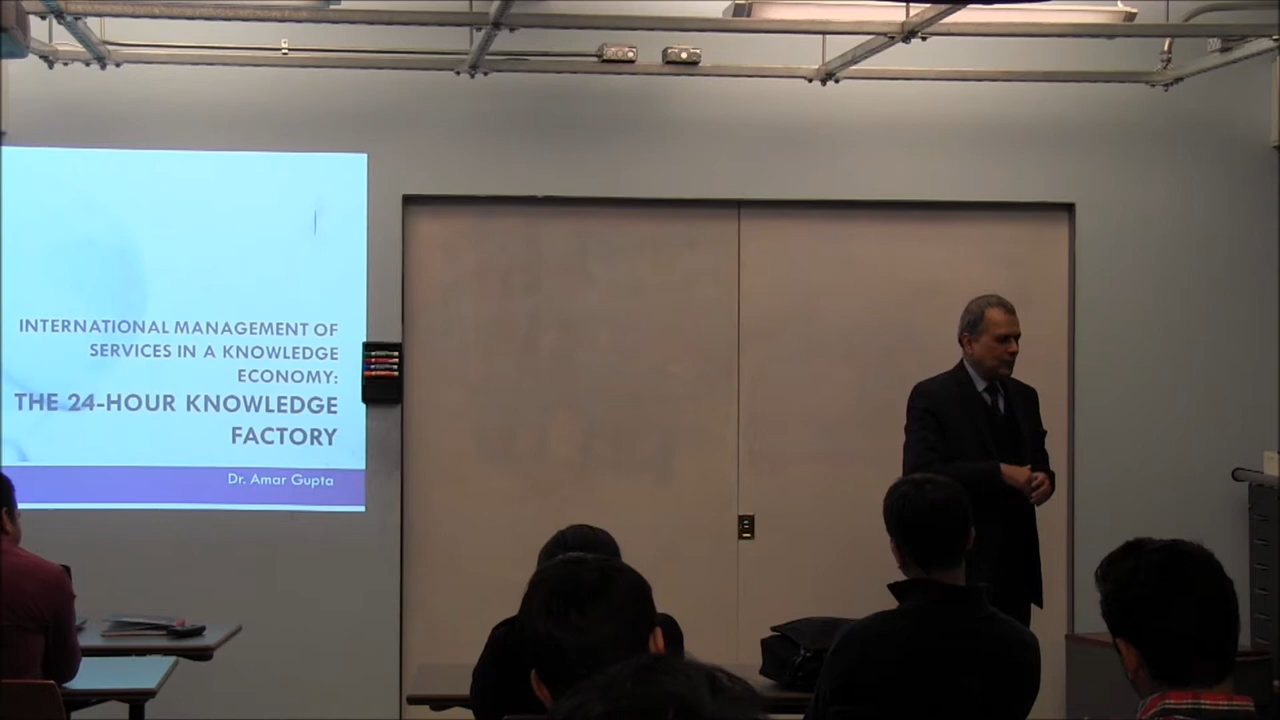 INTERNATIONAL MANAGEMENT OF
SERVICES IN A KNOWLEDGE
ECONOMY:
THE 24-HOUR KNOWLEDGE
FACTORY
Dr. Amar Gupta